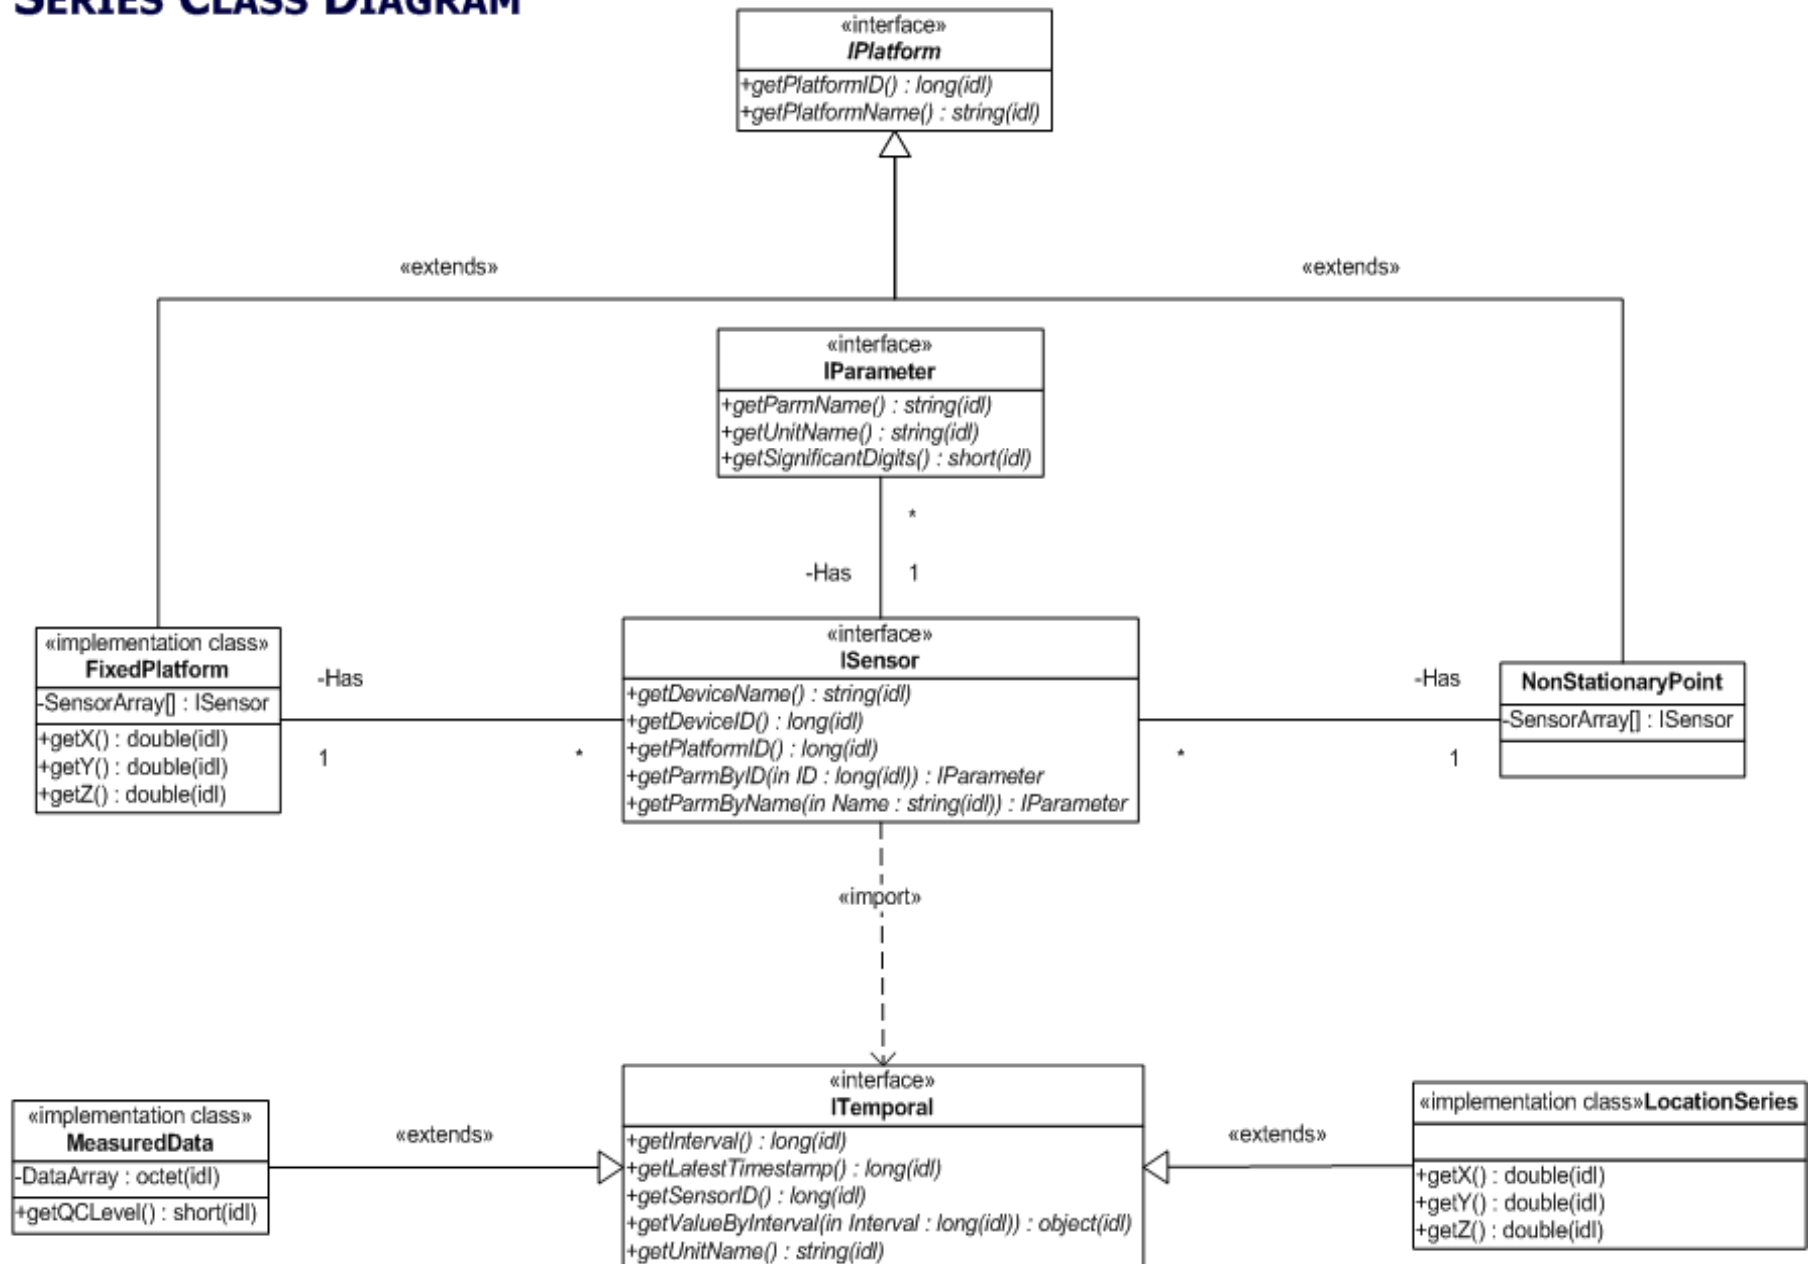 SERIES CLASS DIAGRAM
«interface»
IPlatform
+getPlatformID() : long(idl)
+getPlatformName() : string(idl)
«extends»
«extends»
«interface»
IParameter
+getParmName() : string(idl)
+getUnitName() : string(idl)
+getSignificantDigits() : short(idl)
*
-Has
1
«implementation class»
FixedPlatform
-SensorArray[] : ISensor
+getX() : double(idl)
+getY() : double(idl)
+getZ() : double(idl)
-Has
1
*
«interface»
ISensor
+getDeviceName() : string(idl)
+getDeviceID() : long(idl)
+getPlatformID() : long(idl)
+getParmByID(in ID : long(idl)) : IParameter
+getParmByName(in Name : string(idl)) : IParameter
-Has
*
1
NonStationaryPoint
-SensorArray[] : ISensor
«import»
«implementation class»
MeasuredData
-DataArray : octet(idl)
+getQCLevel() : short(idl)
«extends»
«interface»
ITemporal
+getInterval() : long(idl)
+getLatestTimestamp() : long(idl)
+getSensorID() : long(idl)
+getValueByInterval(in Interval : long(idl)) : object(idl)
+getUnitName() : string(idl)
«extends»
«implementation class»LocationSeries
+getX() : double(idl)
+getY() : double(idl)
+getZ() : double(idl)